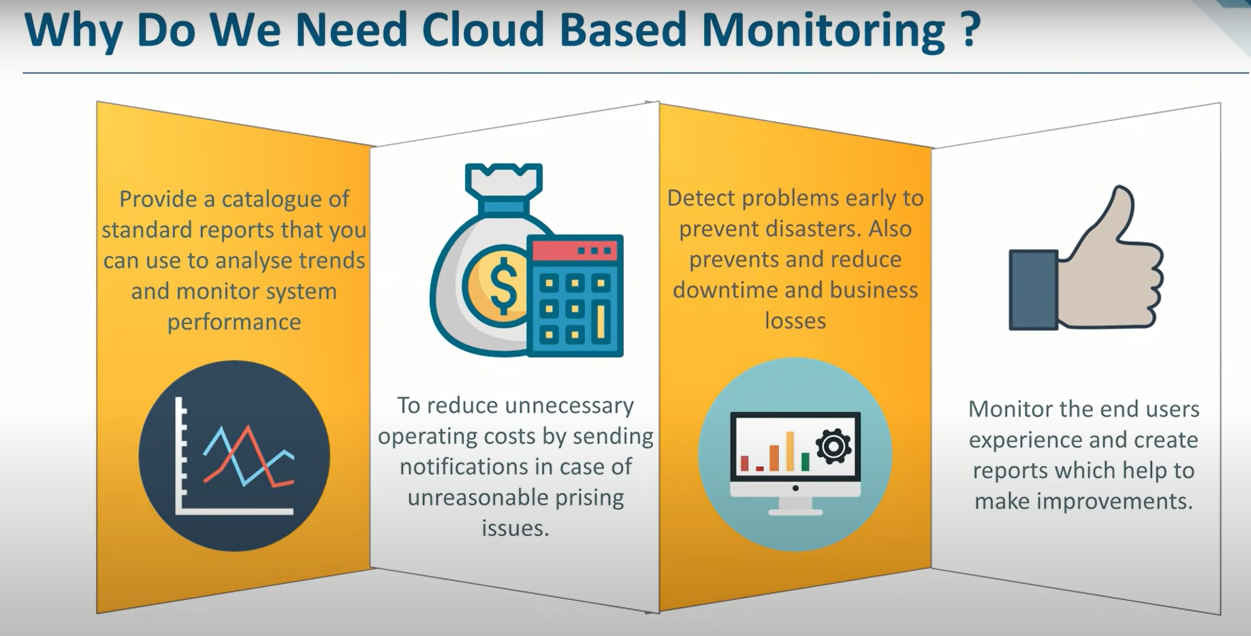 Why Do We Need Cloud Based Monitoring ?
Provide a catalogue of
standard reports that you
can use to analyse trends
and monitor system
performance
To reduce unnecessary
operating costs by sending
notifications in case of
unreasonable prising
issues.
Detect problems early to
prevent disasters. Also
prevents and reduce
downtime and business
losses
Monitor the end users
experience and create
reports which help to
make improvements.